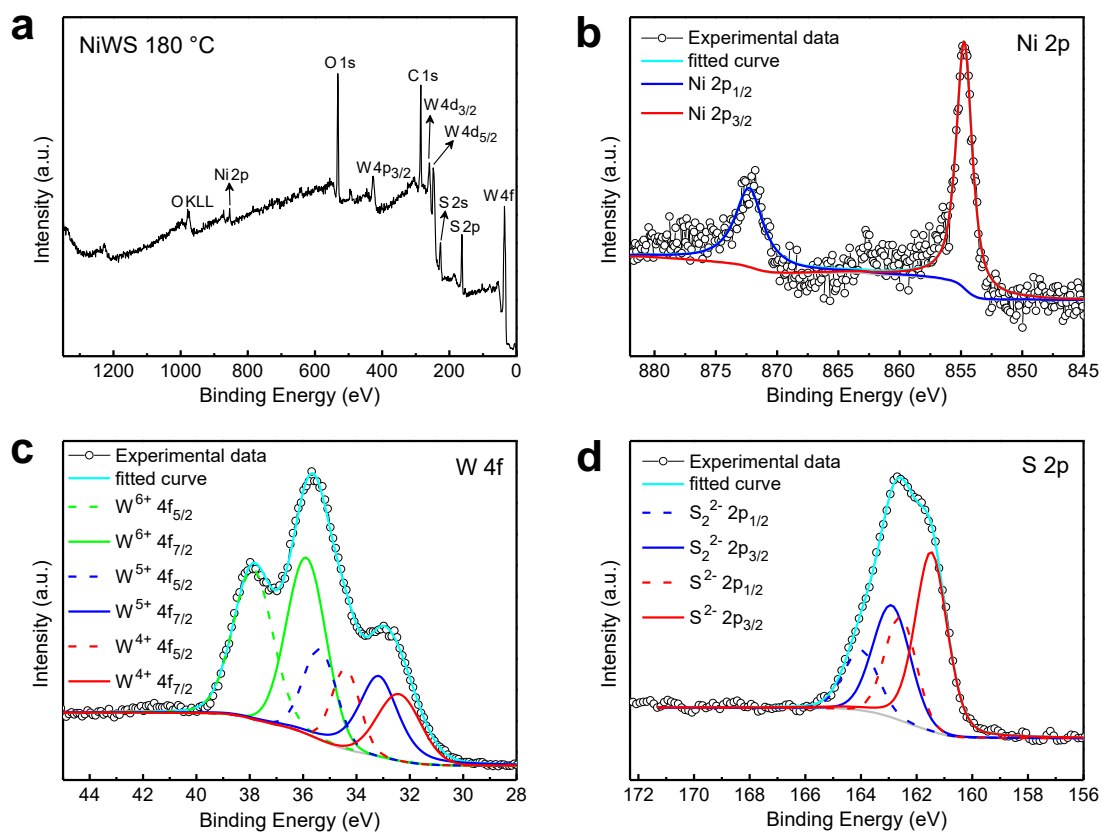 a
NiWS 180 °C
O 1s
C 1s
W 4d3/2
W 4d5/2
W 4p3/2
Ni 2p
O KLL
S 2s
S 2p
W 4f
Intensity (a.u.)
1200 1000 800 600 400 200 0
Binding Energy (eV)
b
Experimental data
fitted curve
Ni 2p1/2
Ni 2p3/2
Ni 2p
Intensity (a.u.)
880 875 870 865 860 855 850 845
Binding Energy (eV)
c
Experimental data
fitted curve
W6+ 4f5/2
W6+ 4f7/2
W5+ 4f5/2
W5+ 4f7/2
W4+ 4f5/2
W4+ 4f7/2
W 4f
Intensity (a.u.)
44 42 40 38 36 34 32 30 28
Binding Energy (eV)
d
Experimental data
fitted curve
S22- 2p1/2
S22- 2p3/2
S2- 2p1/2
S2- 2p3/2
S 2p
Intensity (a.u.)
172 170 168 166 164 162 160 158 156
Binding Energy (eV)